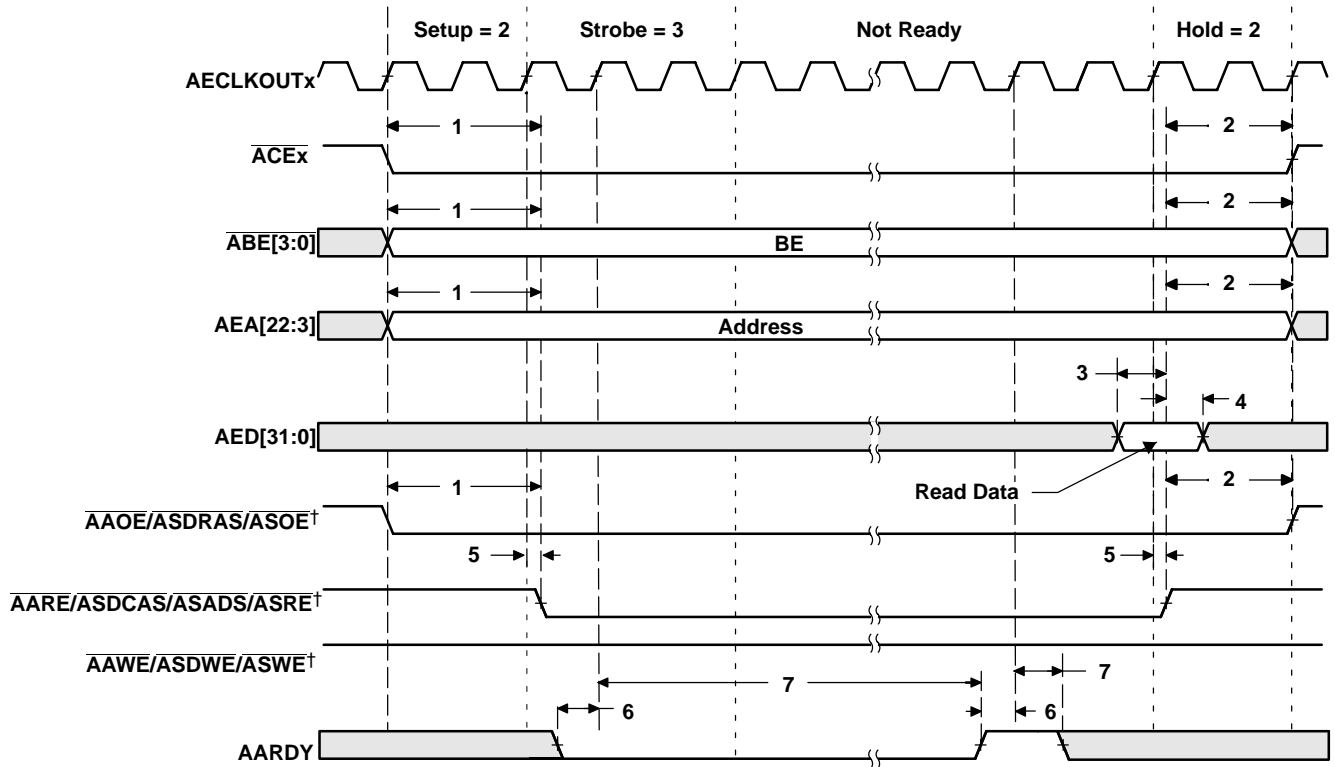 Setup = 2 Strobe = 3 Not Ready Hold = 2
AECLKOUTx
1 2
ACEx
1 2
ABE[3:0] BE
1 2
AEA[22:3] Address
3
4
AED[31:0]
1 Read Data 2
AAOE/ASDRAS/ASOE†
5 5
AARE/ASDCAS/ASADS/ASRE†
AAWE/ASDWE/ASWE†
7 7
6 6
AARDY